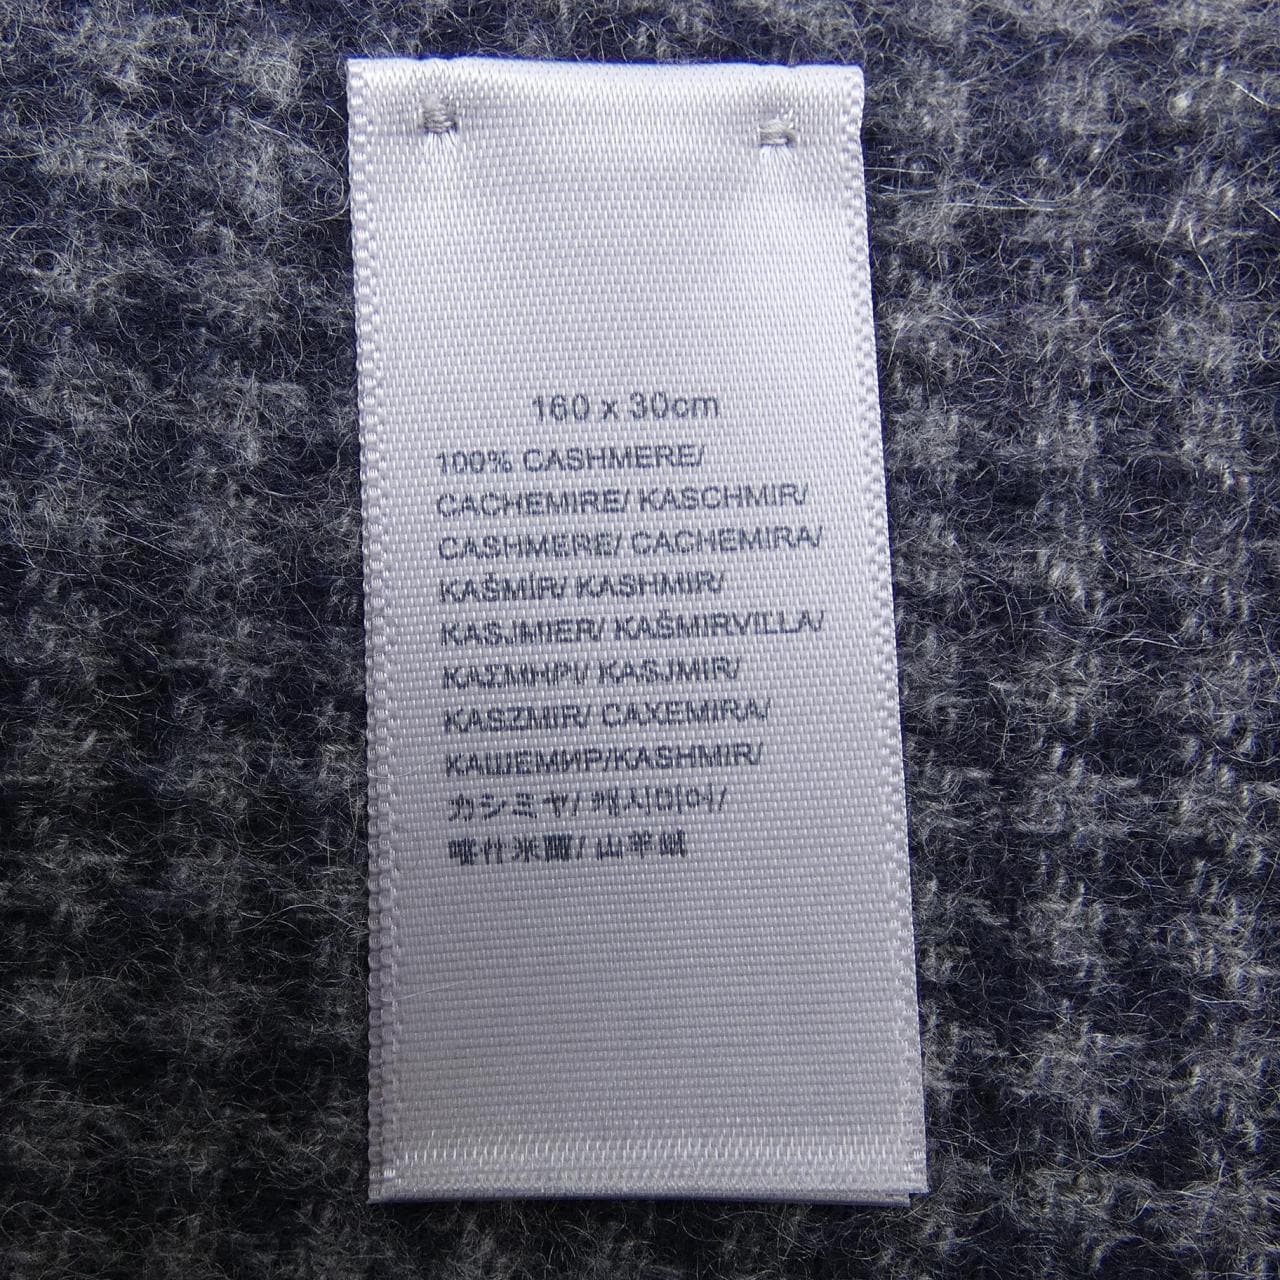 160 x 30cm
100% CASHMERE/
CACHEMIRE/ KASCHMIR/
CASHMERE/ CACHEMIRA/
KAŠMÍR/ KASHMIR/
KASJMIER/ KAŠMIRVILLA/
ΚΑΣΜΗΡΙ/ KASJMIR/
KASZMIR/ CAXEMIRA/
КАШЕМИР/KASHMIR/
カシミヤ/ 캐시미어/
喀什米爾/ 山羊絨